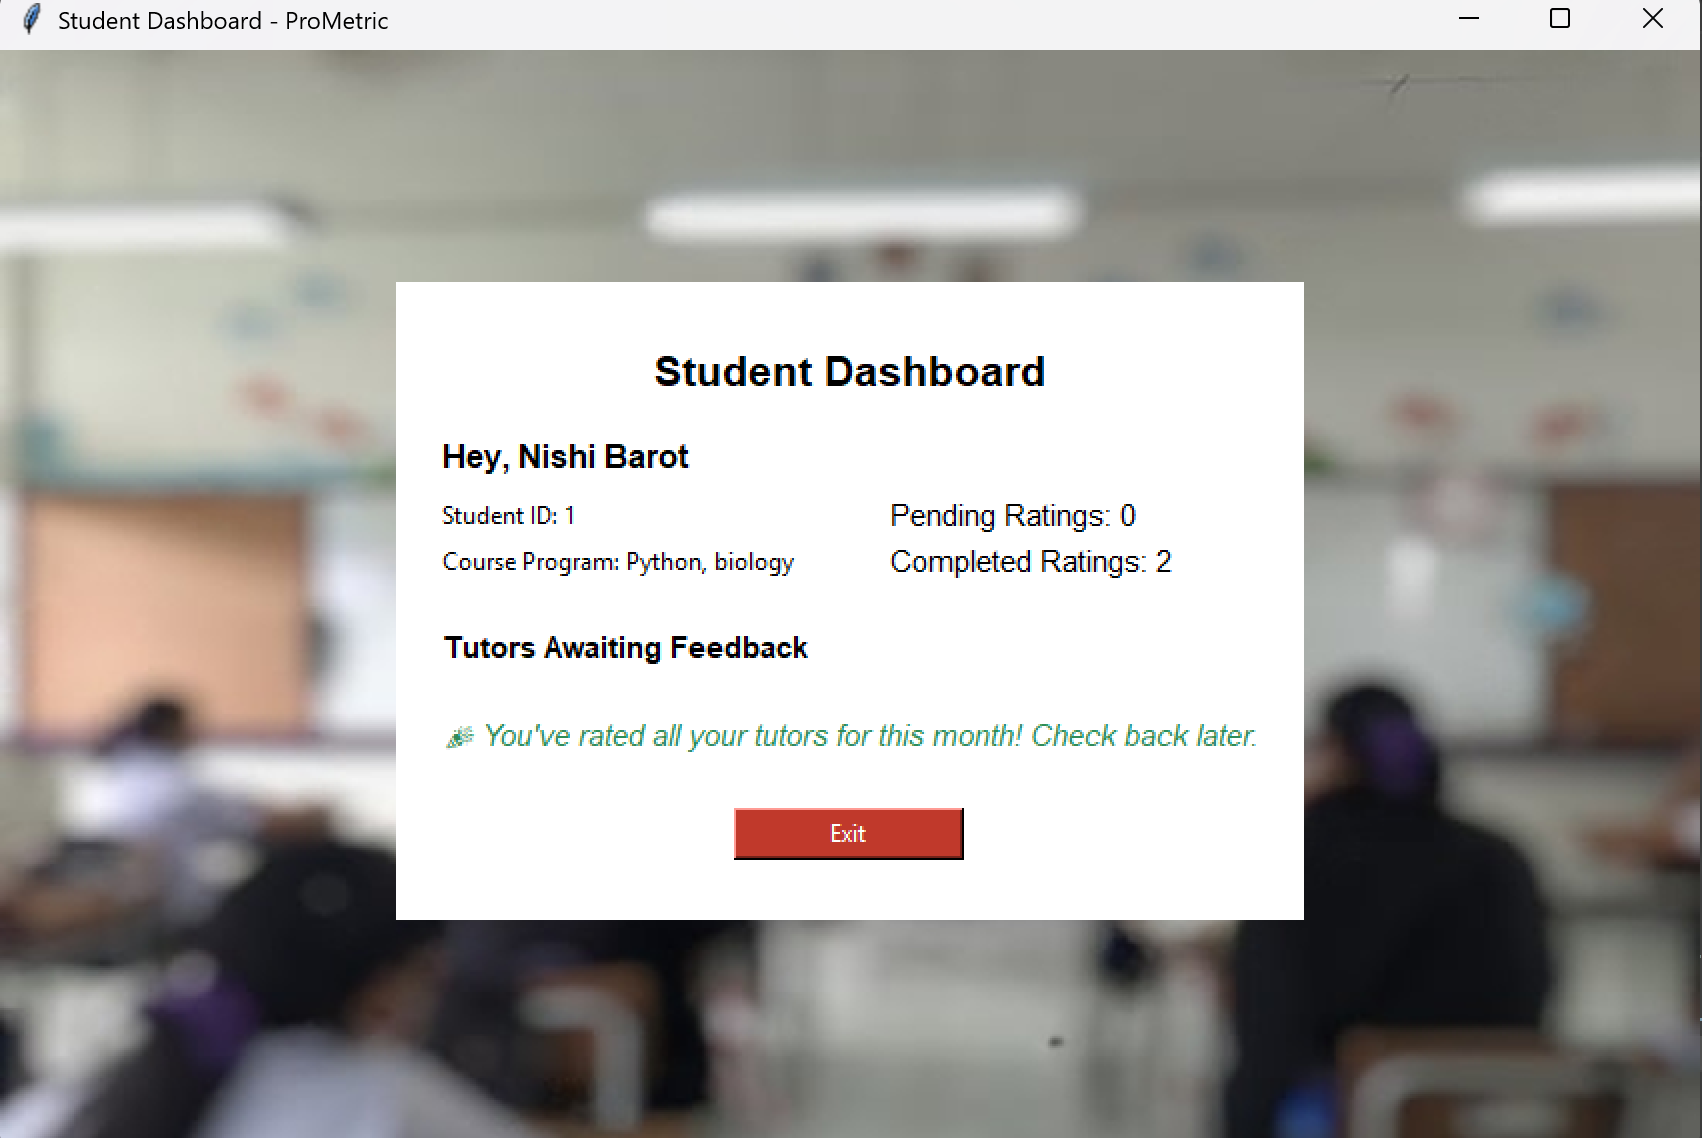 Student Dashboard - ProMetric
Student Dashboard
Hey, Nishi Barot
Student ID: 1
Pending Ratings: 0
Course Program: Python, biology
Completed Ratings: 2
Tutors Awaiting Feedback
🎉 You've rated all your tutors for this month! Check back later.
Exit